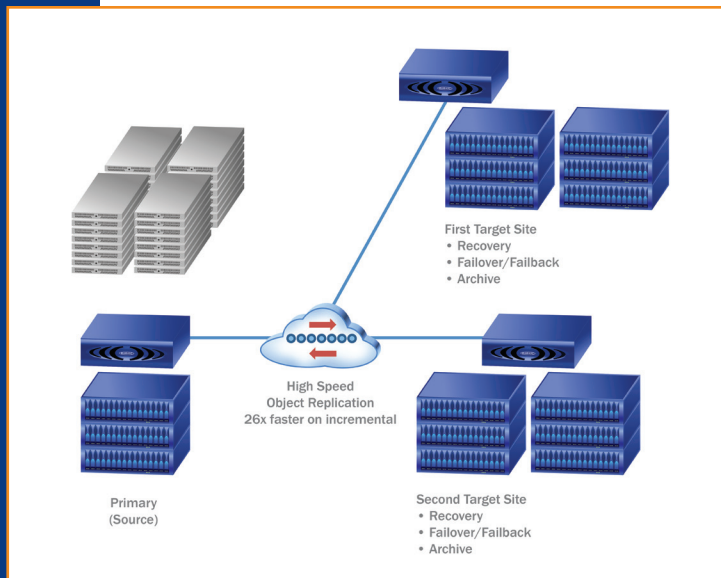 First Target Site
• Recovery
• Failover/Failback
• Archive
High Speed
Object Replication
26x faster on incremental
Primary
(Source)
Second Target Site
• Recovery
• Failover/Failback
• Archive